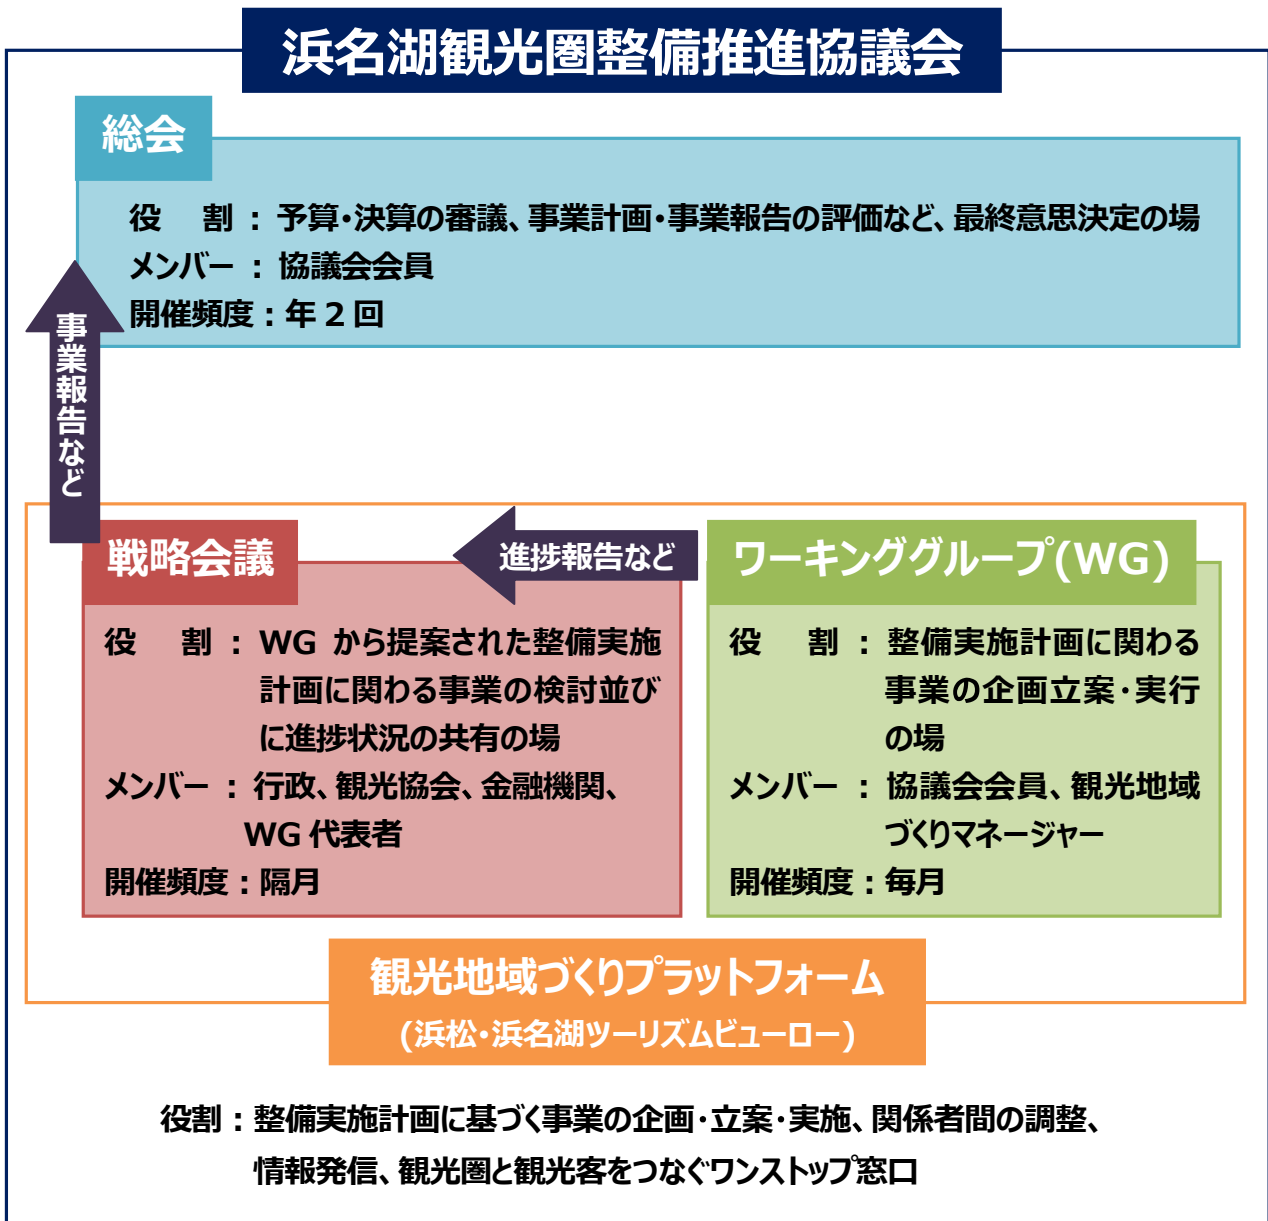 浜名湖観光圏整備推進協議会
総会
役　割：予算・決算の審議、事業計画・事業報告の評価など、最終意思決定の場
メンバー：協議会会員
開催頻度：年2回
事業報告など
戦略会議
役　割：WGから提案された整備実施
計画に関わる事業の検討並び
に進捗状況の共有の場
メンバー：行政、観光協会、金融機関、
WG代表者
開催頻度：隔月
進捗報告など
ワーキンググループ(WG)
役　割：整備実施計画に関わる
事業の企画立案・実行
の場
メンバー：協議会会員、観光地域
づくりマネージャー
開催頻度：毎月
観光地域づくりプラットフォーム
(浜松・浜名湖ツーリズムビューロー)
役割：整備実施計画に基づく事業の企画・立案・実施、関係者間の調整、
情報発信、観光圏と観光客をつなぐワンストップ窓口